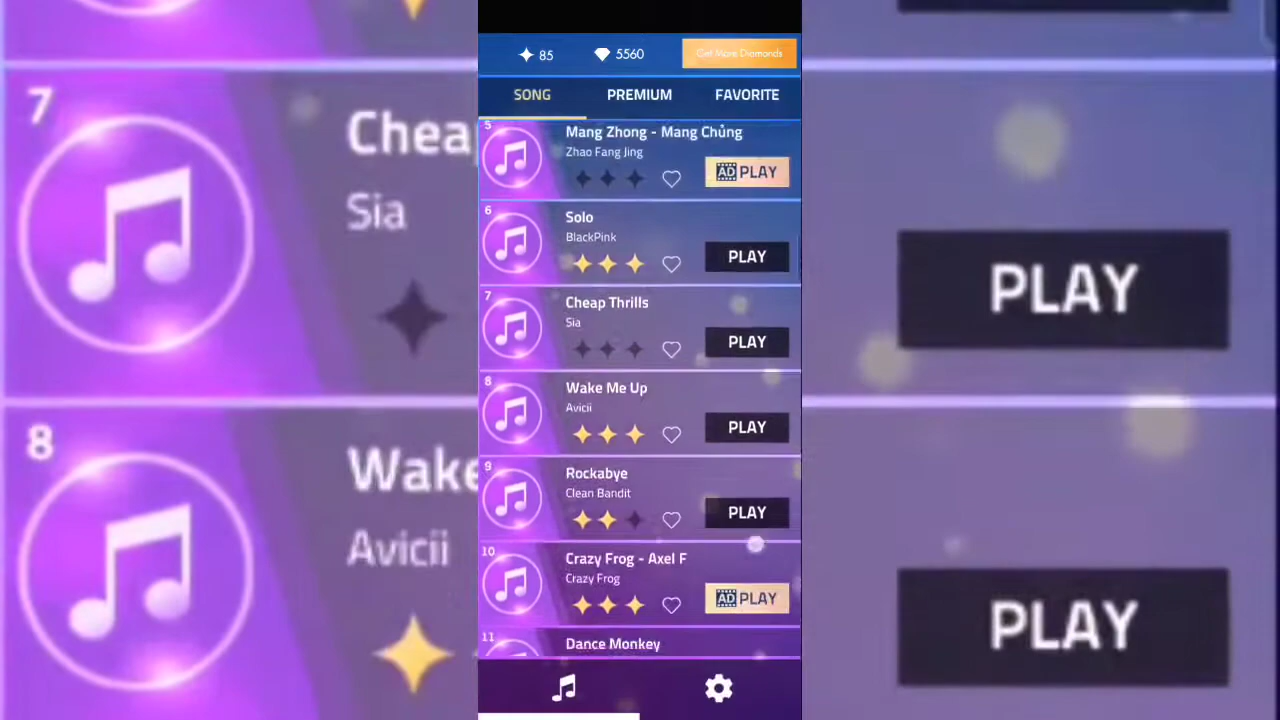 85
5560
Get More Diamonds
SONG
PREMIUM
FAVORITE
5
Mang Zhong - Mang Chủng
Zhao Fang Jing
AD PLAY
6
Solo
BlackPink
PLAY
7
Cheap Thrills
Sia
PLAY
8
Wake Me Up
Avicii
PLAY
9
Rockabye
Clean Bandit
PLAY
10
Crazy Frog - Axel F
Crazy Frog
AD PLAY
11
Dance Monkey
7
Cheap
Sia
PLAY
8
Wake
Avicii
PLAY